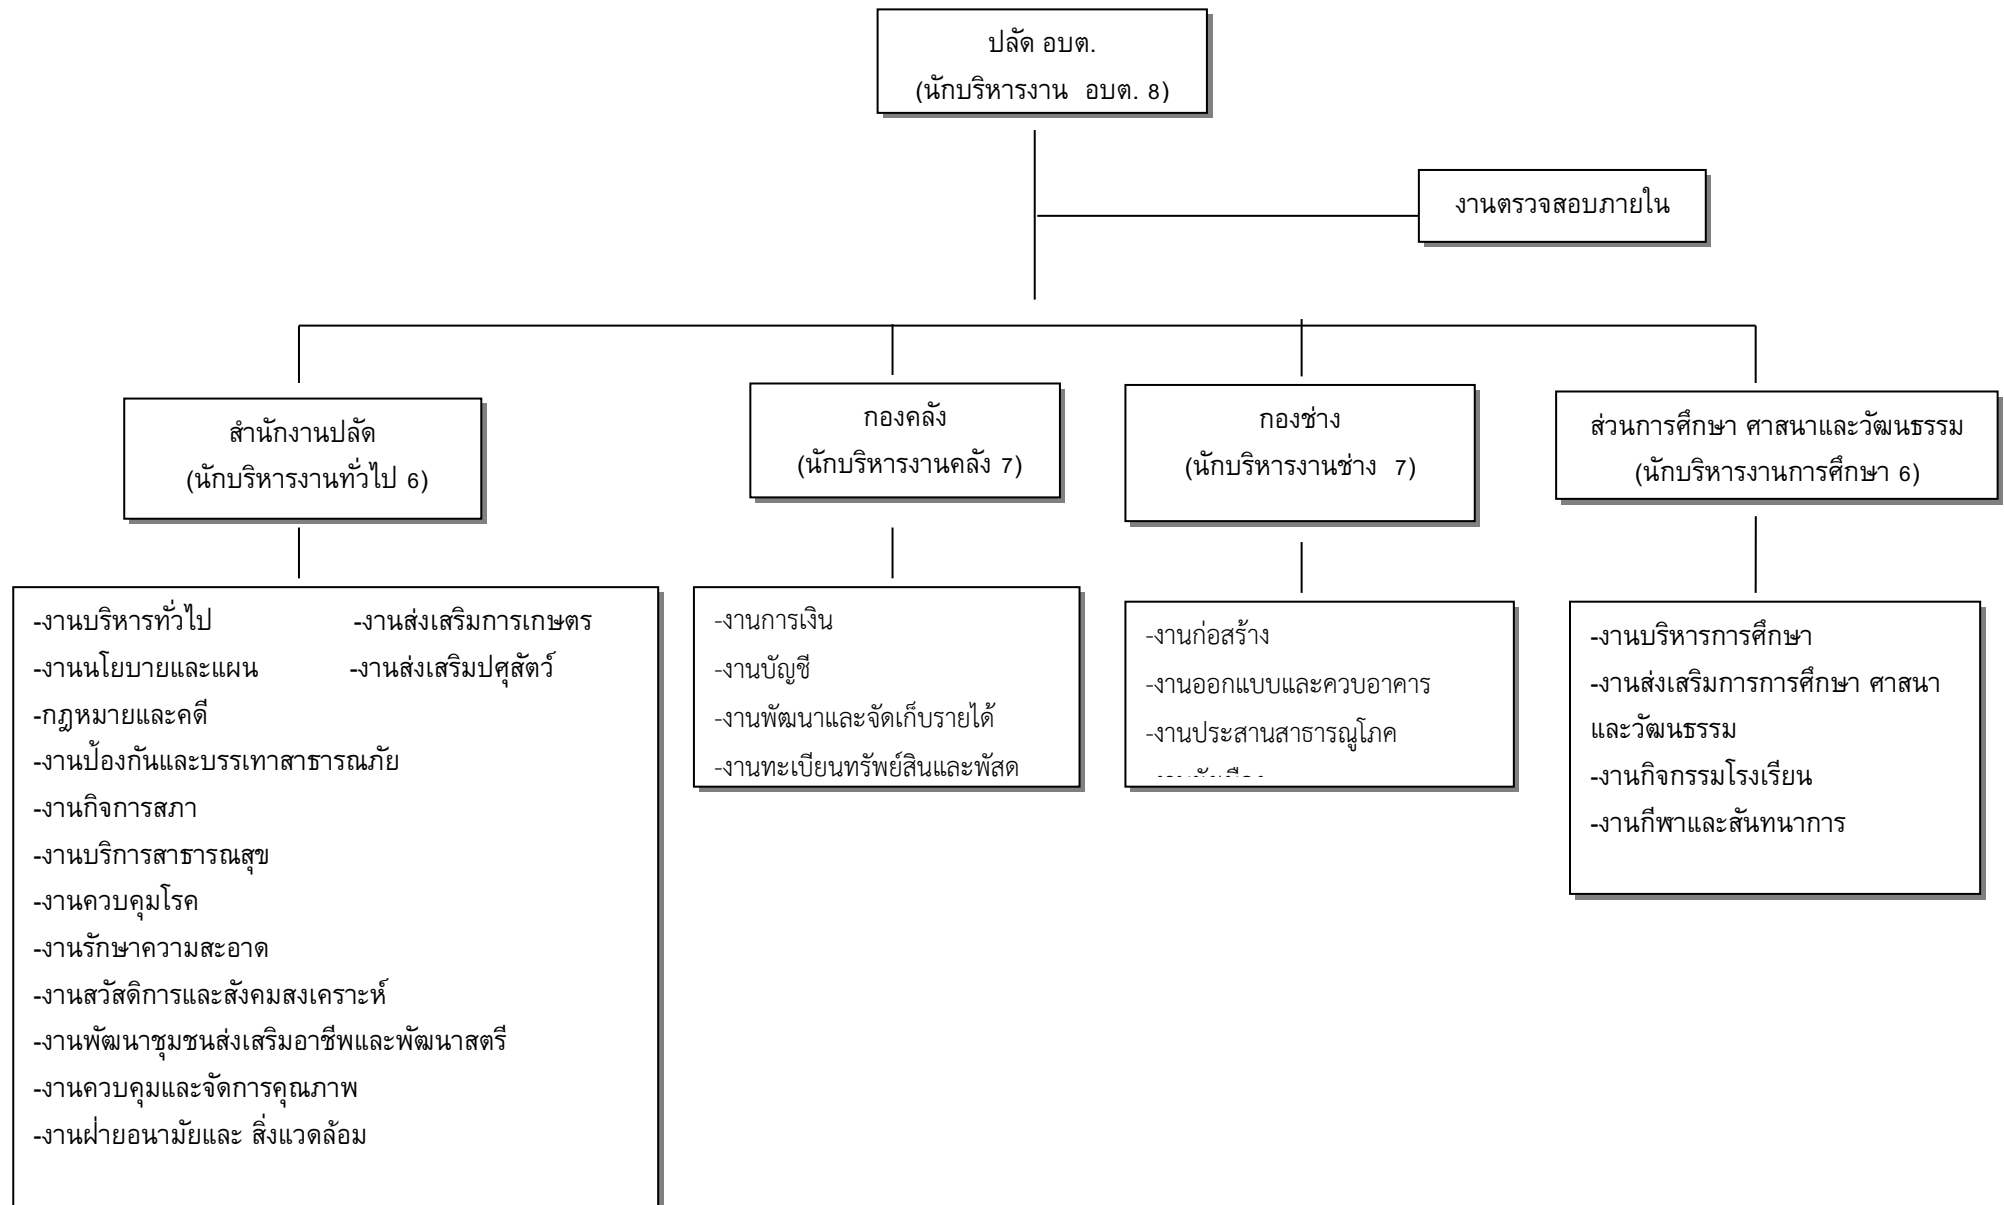 ปลัด อบต.
(นักบริหารงาน อบต. 8)
งานตรวจสอบภายใน
สำนักงานปลัด
(นักบริหารงานทั่วไป 6)
กองคลัง
(นักบริหารงานคลัง 7)
กองช่าง
(นักบริหารงานช่าง 7)
ส่วนการศึกษา ศาสนาและวัฒนธรรม
(นักบริหารงานการศึกษา 6)
-งานบริหารทั่วไป -งานส่งเสริมการเกษตร
-งานนโยบายและแผน -งานส่งเสริมปศุสัตว์
-กฎหมายและคดี
-งานป้องกันและบรรเทาสาธารณภัย
-งานกิจการสภา
-งานบริการสาธารณสุข
-งานควบคุมโรค
-งานรักษาความสะอาด
-งานสวัสดิการและสังคมสงเคราะห์
-งานพัฒนาชุมชนส่งเสริมอาชีพและพัฒนาสตรี
-งานควบคุมและจัดการคุณภาพ
-งานฝ่ายอนามัยและ สิ่งแวดล้อม
-งานการเงิน
-งานบัญชี
-งานพัฒนาและจัดเก็บรายได้
-งานทะเบียนทรัพย์สินและพัสด
-งานก่อสร้าง
-งานออกแบบและควบอาคาร
-งานประสานสาธารณูโภค
-งานบริหารการศึกษา
-งานส่งเสริมการการศึกษา ศาสนา
และวัฒนธรรม
-งานกิจกรรมโรงเรียน
-งานกีฬาและสันทนาการ